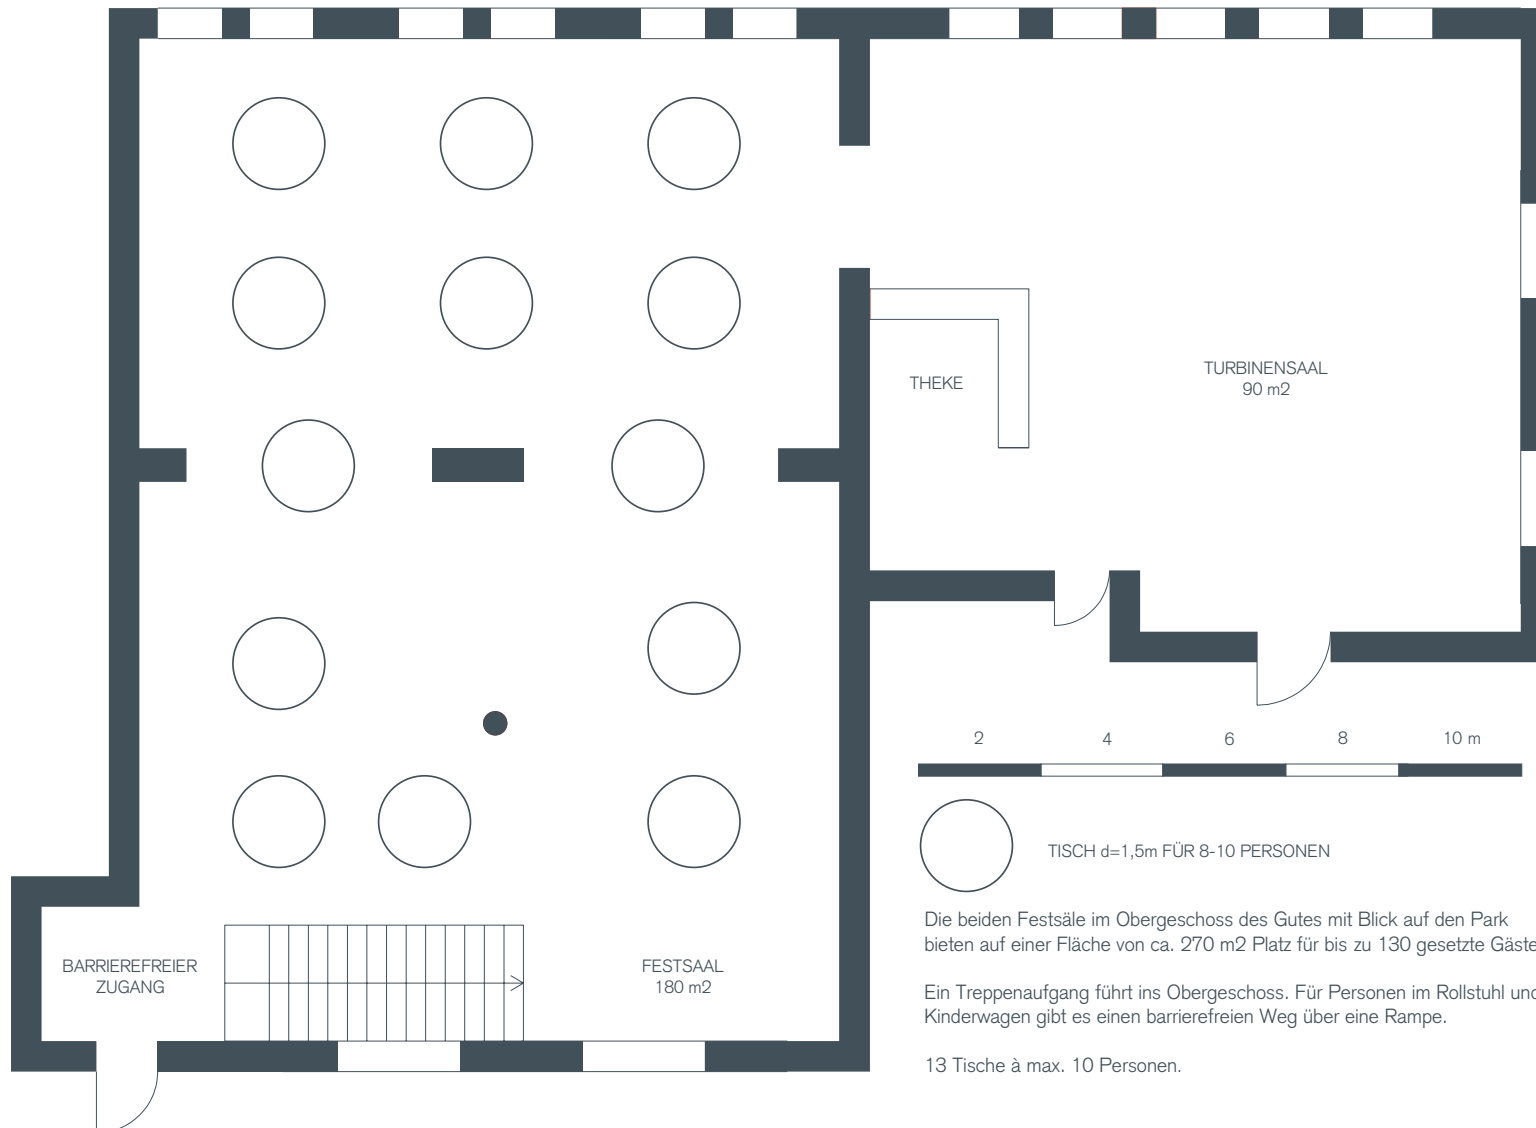 TURBINENSAAL
90 m2
THEKE
2 4 6 8 10 m
TISCH d=1,5m FÜR 8-10 PERSONEN
Die beiden Festsäle im Obergeschoss des Gutes mit Blick auf den Park
bieten auf einer Fläche von ca. 270 m2 Platz für bis zu 130 gesetzte Gäste
Ein Treppenaufgang führt ins Obergeschoss. Für Personen im Rollstuhl und
Kinderwagen gibt es einen barrierefreien Weg über eine Rampe.
13 Tische à max. 10 Personen.
BARRIEREFREIER
ZUGANG
FESTSAAL
180 m2